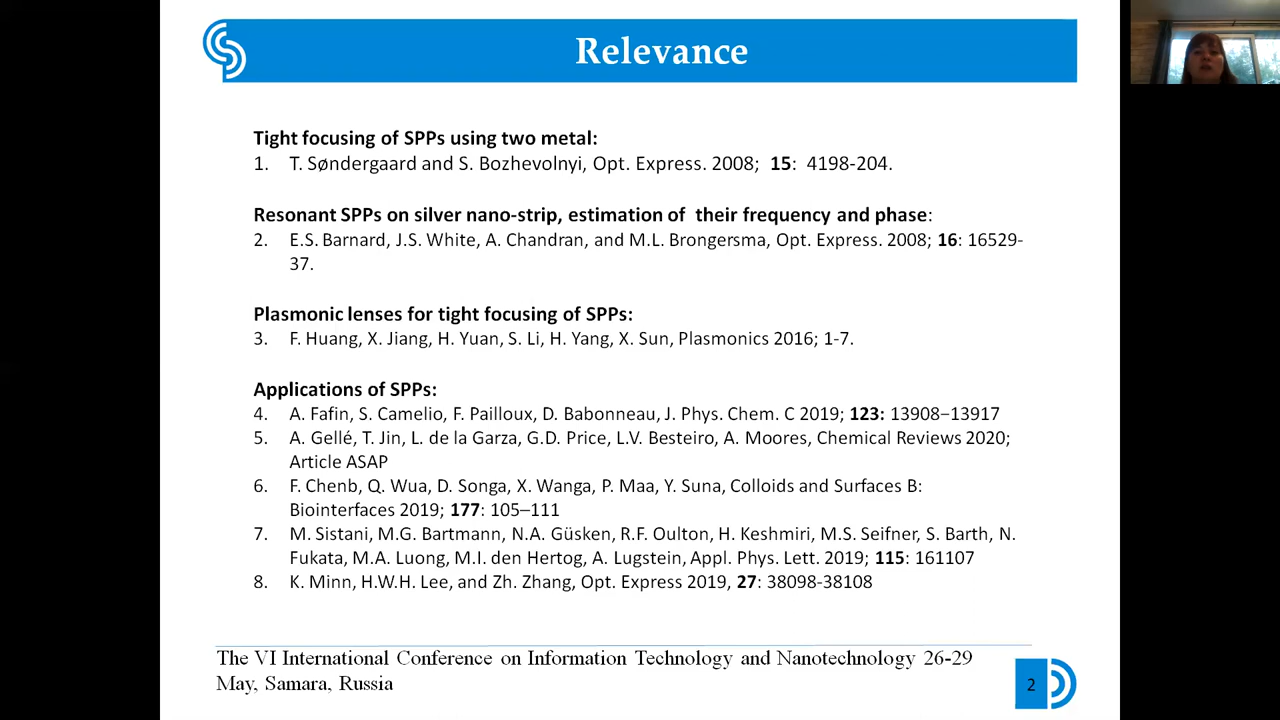 Relevance
Tight focusing of SPPs using two metal:
1. T. Søndergaard and S. Bozhevolnyi, Opt. Express. 2008; 15: 4198-204.
Resonant SPPs on silver nano-strip, estimation of their frequency and phase:
2. E.S. Barnard, J.S. White, A. Chandran, and M.L. Brongersma, Opt. Express. 2008; 16: 16529-
37.
Plasmonic lenses for tight focusing of SPPs:
3. F. Huang, X. Jiang, H. Yuan, S. Li, H. Yang, X. Sun, Plasmonics 2016; 1-7.
Applications of SPPs:
4. A. Fafin, S. Camelio, F. Pailloux, D. Babonneau, J. Phys. Chem. C 2019; 123: 13908−13917
5. A. Gellé, T. Jin, L. de la Garza, G.D. Price, L.V. Besteiro, A. Moores, Chemical Reviews 2020;
Article ASAP
6. F. Chenb, Q. Wua, D. Songa, X. Wanga, P. Maa, Y. Suna, Colloids and Surfaces B:
Biointerfaces 2019; 177: 105–111
7. M. Sistani, M.G. Bartmann, N.A. Güsken, R.F. Oulton, H. Keshmiri, M.S. Seifner, S. Barth, N.
Fukata, M.A. Luong, M.I. den Hertog, A. Lugstein, Appl. Phys. Lett. 2019; 115: 161107
8. K. Minn, H.W.H. Lee, and Zh. Zhang, Opt. Express 2019, 27: 38098-38108
The VI International Conference on Information Technology and Nanotechnology 26-29
May, Samara, Russia
2